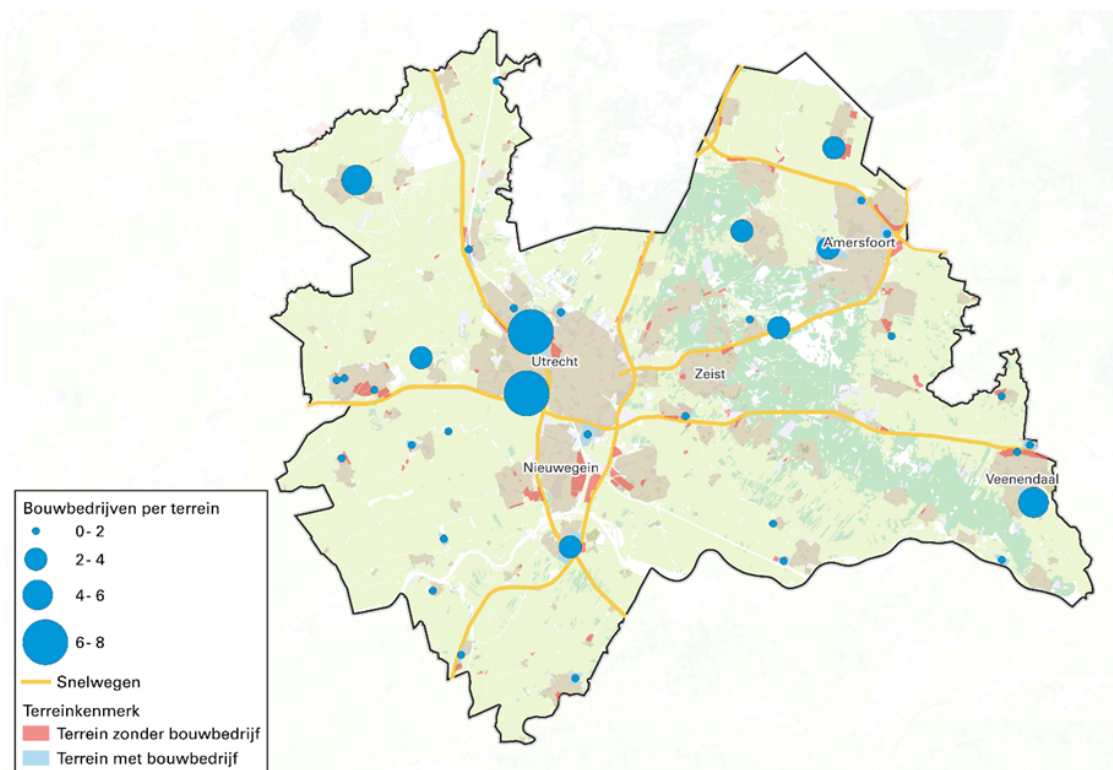 Amersfoort
Utrecht
Zeist
Nieuwegein
Veenendaal
Bouwbedrijven per terrein
0 - 2
2 - 4
4 - 6
6 - 8
Snelwegen
Terreinkenmerk
Terrein zonder bouwbedrijf
Terrein met bouwbedrijf